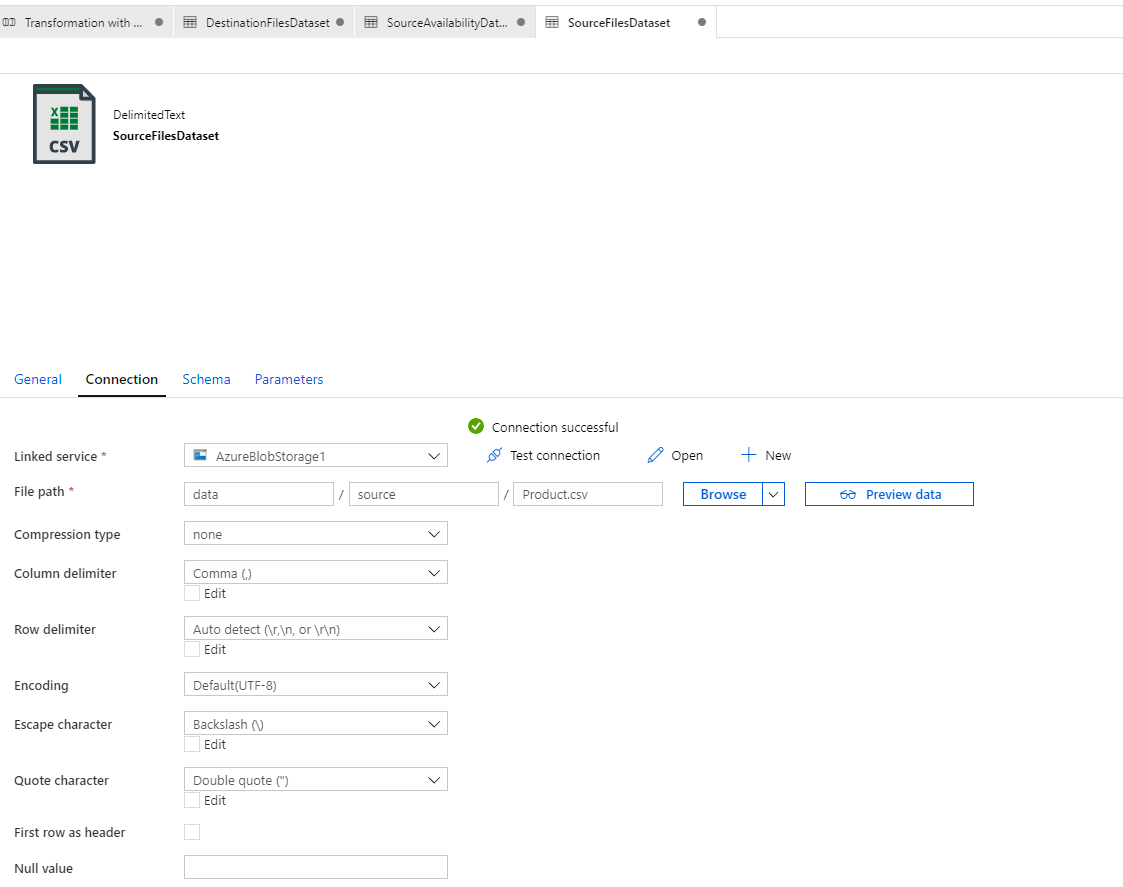 Transformation with ... DestinationFilesDataset SourceAvailabilityDat... SourceFilesDataset
DelimitedText
SourceFilesDataset
CSV
General Connection Schema Parameters
Connection successful
Linked service * AzureBlobStorage1 Test connection Open New
File path * data / source / Product.csv Browse Preview data
Compression type none
Column delimiter Comma (,)
Edit
Row delimiter Auto detect (\r,\n, or \r\n)
Edit
Encoding Default(UTF-8)
Escape character Backslash (\)
Edit
Quote character Double quote (")
Edit
First row as header
Null value